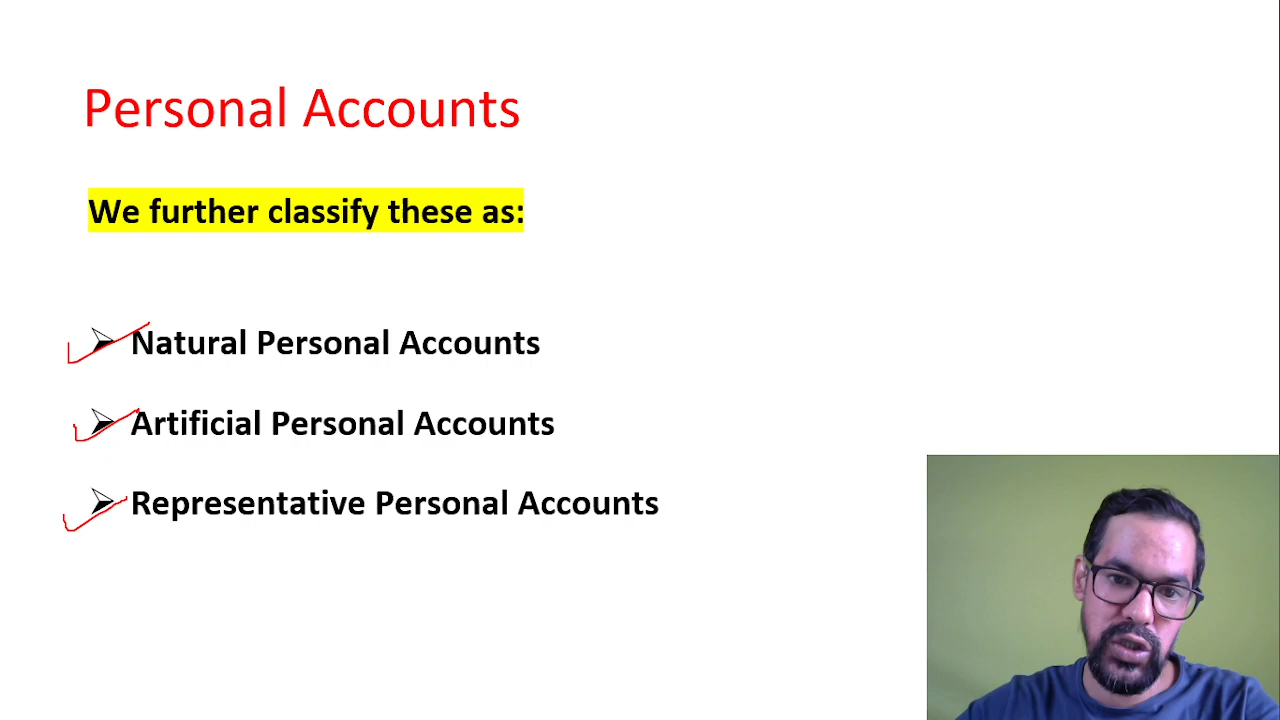 Personal Accounts
We further classify these as:
Natural Personal Accounts
Artificial Personal Accounts
Representative Personal Accounts